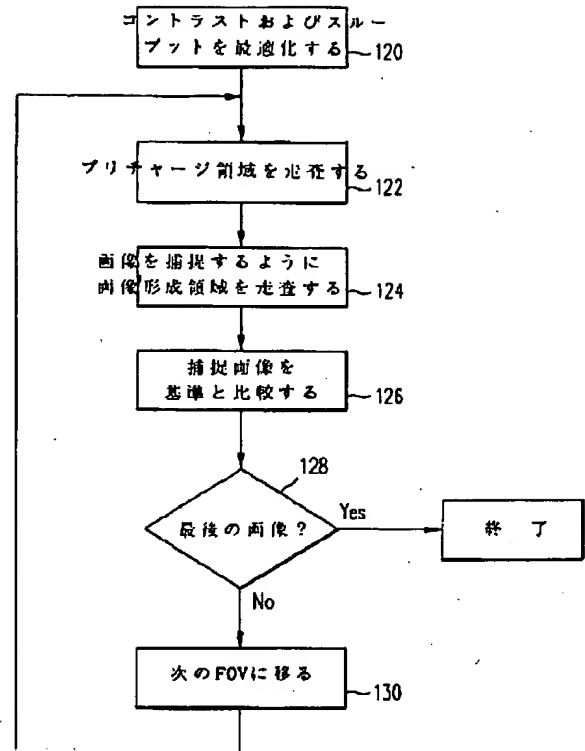 コントラストおよびスルー
プットを最適化する
120
プリチャージ領域を走査する
122
画像を捕捉するように
画像形成領域を走査する
124
捕捉画像を
基準と比較する
126
128
最後の画像?
Yes
終了
No
次のFOVに移る
130